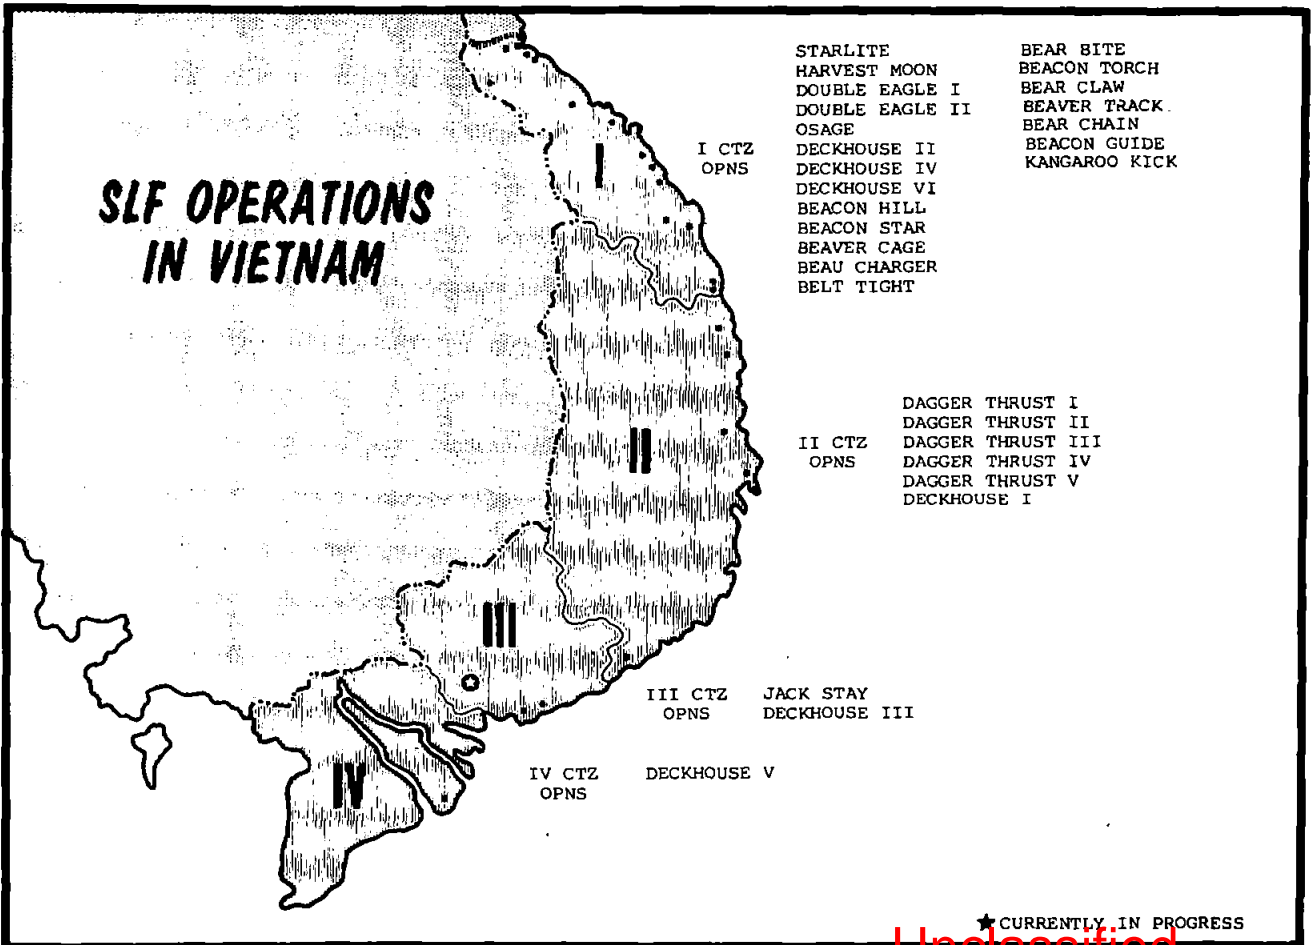 SLF OPERATIONS
IN VIETNAM
I
II
III
IV
I CTZ
OPNS
STARLITE
HARVEST MOON
DOUBLE EAGLE I
DOUBLE EAGLE II
OSAGE
DECKHOUSE II
DECKHOUSE IV
DECKHOUSE VI
BEACON HILL
BEACON STAR
BEAVER CAGE
BEAU CHARGER
BELT TIGHT
BEAR BITE
BEACON TORCH
BEAR CLAW
BEAVER TRACK
BEAR CHAIN
BEACON GUIDE
KANGAROO KICK
II CTZ
OPNS
DAGGER THRUST I
DAGGER THRUST II
DAGGER THRUST III
DAGGER THRUST IV
DAGGER THRUST V
DECKHOUSE I
III CTZ
OPNS
JACK STAY
DECKHOUSE III
IV CTZ
OPNS
DECKHOUSE V
★ CURRENTLY IN PROGRESS
Unclassified